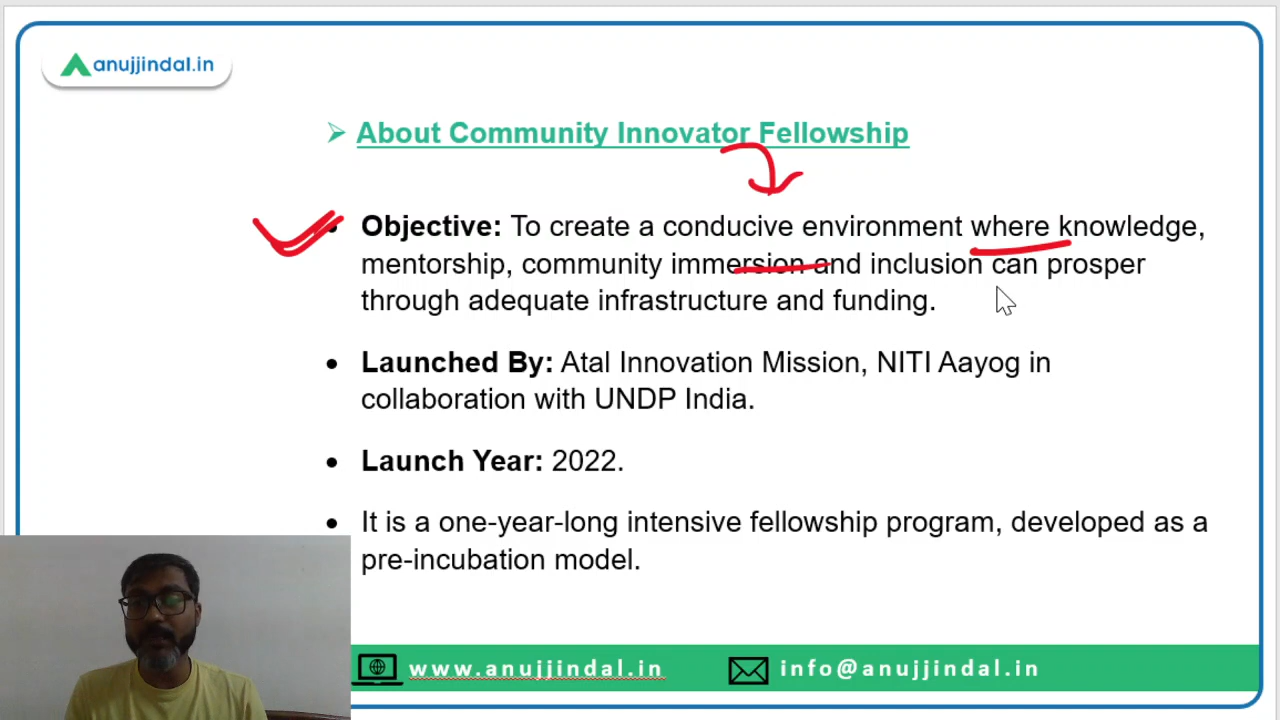 anujjindal.in
➢ About Community Innovator Fellowship
• Objective: To create a conducive environment where knowledge,
mentorship, community immersion and inclusion can prosper
through adequate infrastructure and funding.
• Launched By: Atal Innovation Mission, NITI Aayog in
collaboration with UNDP India.
• Launch Year: 2022.
• It is a one-year-long intensive fellowship program, developed as a
pre-incubation model.
www.anujjindal.in info@anujjindal.in